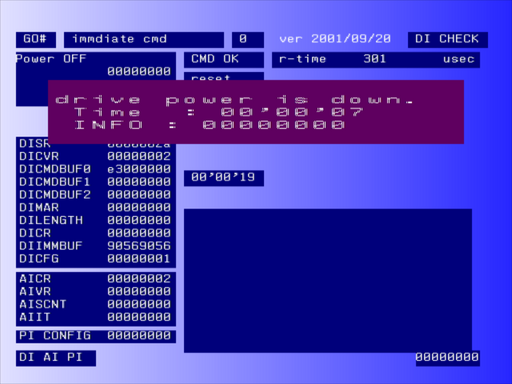 GO# immdiate cmd 0 ver 2001/09/20 DI CHECK
Power OFF CMD OK r-time 301 usec
00000000 reset
drive power is down.
Time : 00'00'07
INFO : 00000000
DISR 0000002a
DICVR 00000002
DICMDBUF0 e3000000
DICMDBUF1 00000000 00'00'19
DICMDBUF2 00000000
DIMAR 00000000
DILENGTH 00000000
DICR 00000000
DIIMMBUF 90569056
DICFG 00000001
AICR 00000002
AIVR 00000000
AISCNT 00000000
AIIT 00000000
PI CONFIG 00000000
DI AI PI 00000000